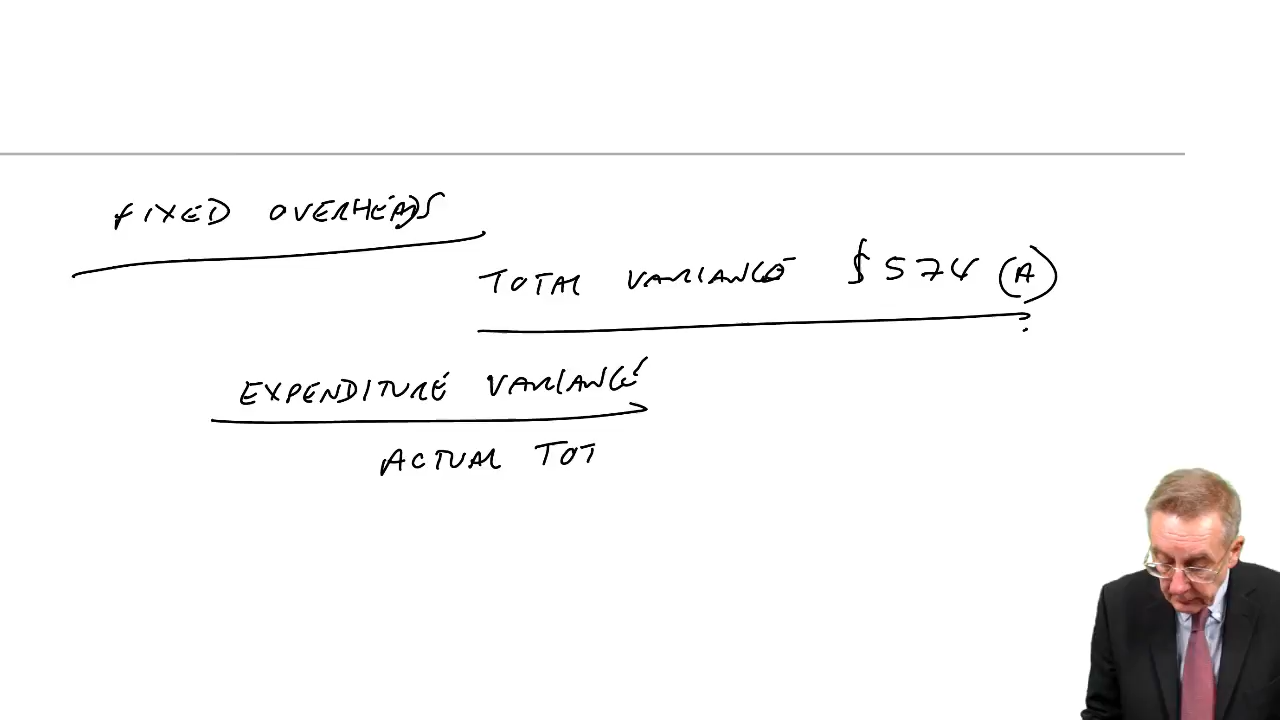 FIXED OVERHEADS
TOTAL VARIANCE $574 (A)
EXPENDITURE VARIANCE
ACTUAL TOT